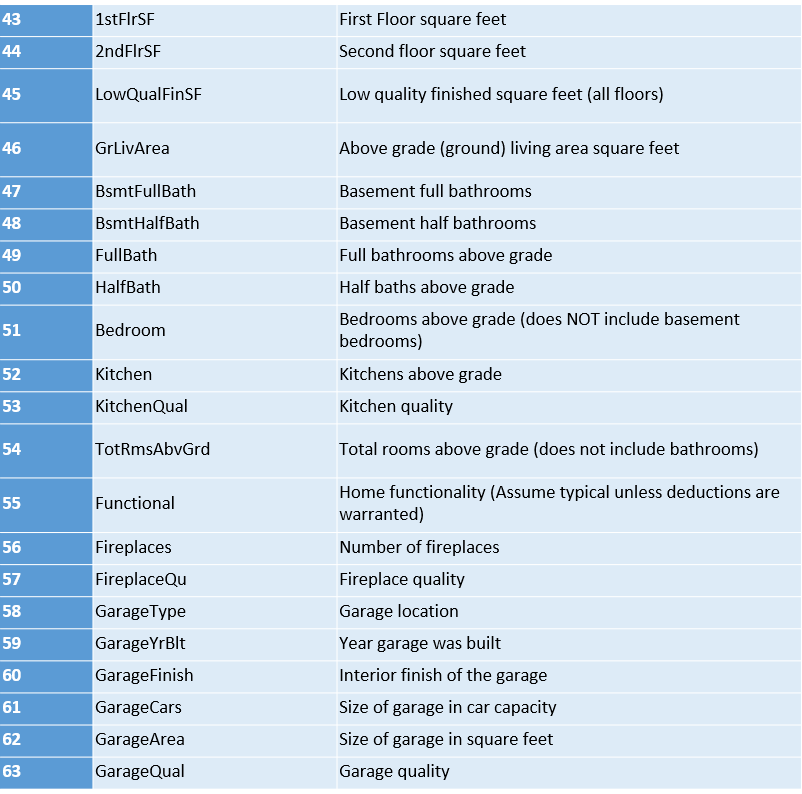 43 1stFlrSF First Floor square feet
44 2ndFlrSF Second floor square feet
45 LowQualFinSF Low quality finished square feet (all floors)
46 GrLivArea Above grade (ground) living area square feet
47 BsmtFullBath Basement full bathrooms
48 BsmtHalfBath Basement half bathrooms
49 FullBath Full bathrooms above grade
50 HalfBath Half baths above grade
51 Bedroom Bedrooms above grade (does NOT include basement
bedrooms)
52 Kitchen Kitchens above grade
53 KitchenQual Kitchen quality
54 TotRmsAbvGrd Total rooms above grade (does not include bathrooms)
55 Functional Home functionality (Assume typical unless deductions are
warranted)
56 Fireplaces Number of fireplaces
57 FireplaceQu Fireplace quality
58 GarageType Garage location
59 GarageYrBlt Year garage was built
60 GarageFinish Interior finish of the garage
61 GarageCars Size of garage in car capacity
62 GarageArea Size of garage in square feet
63 GarageQual Garage quality